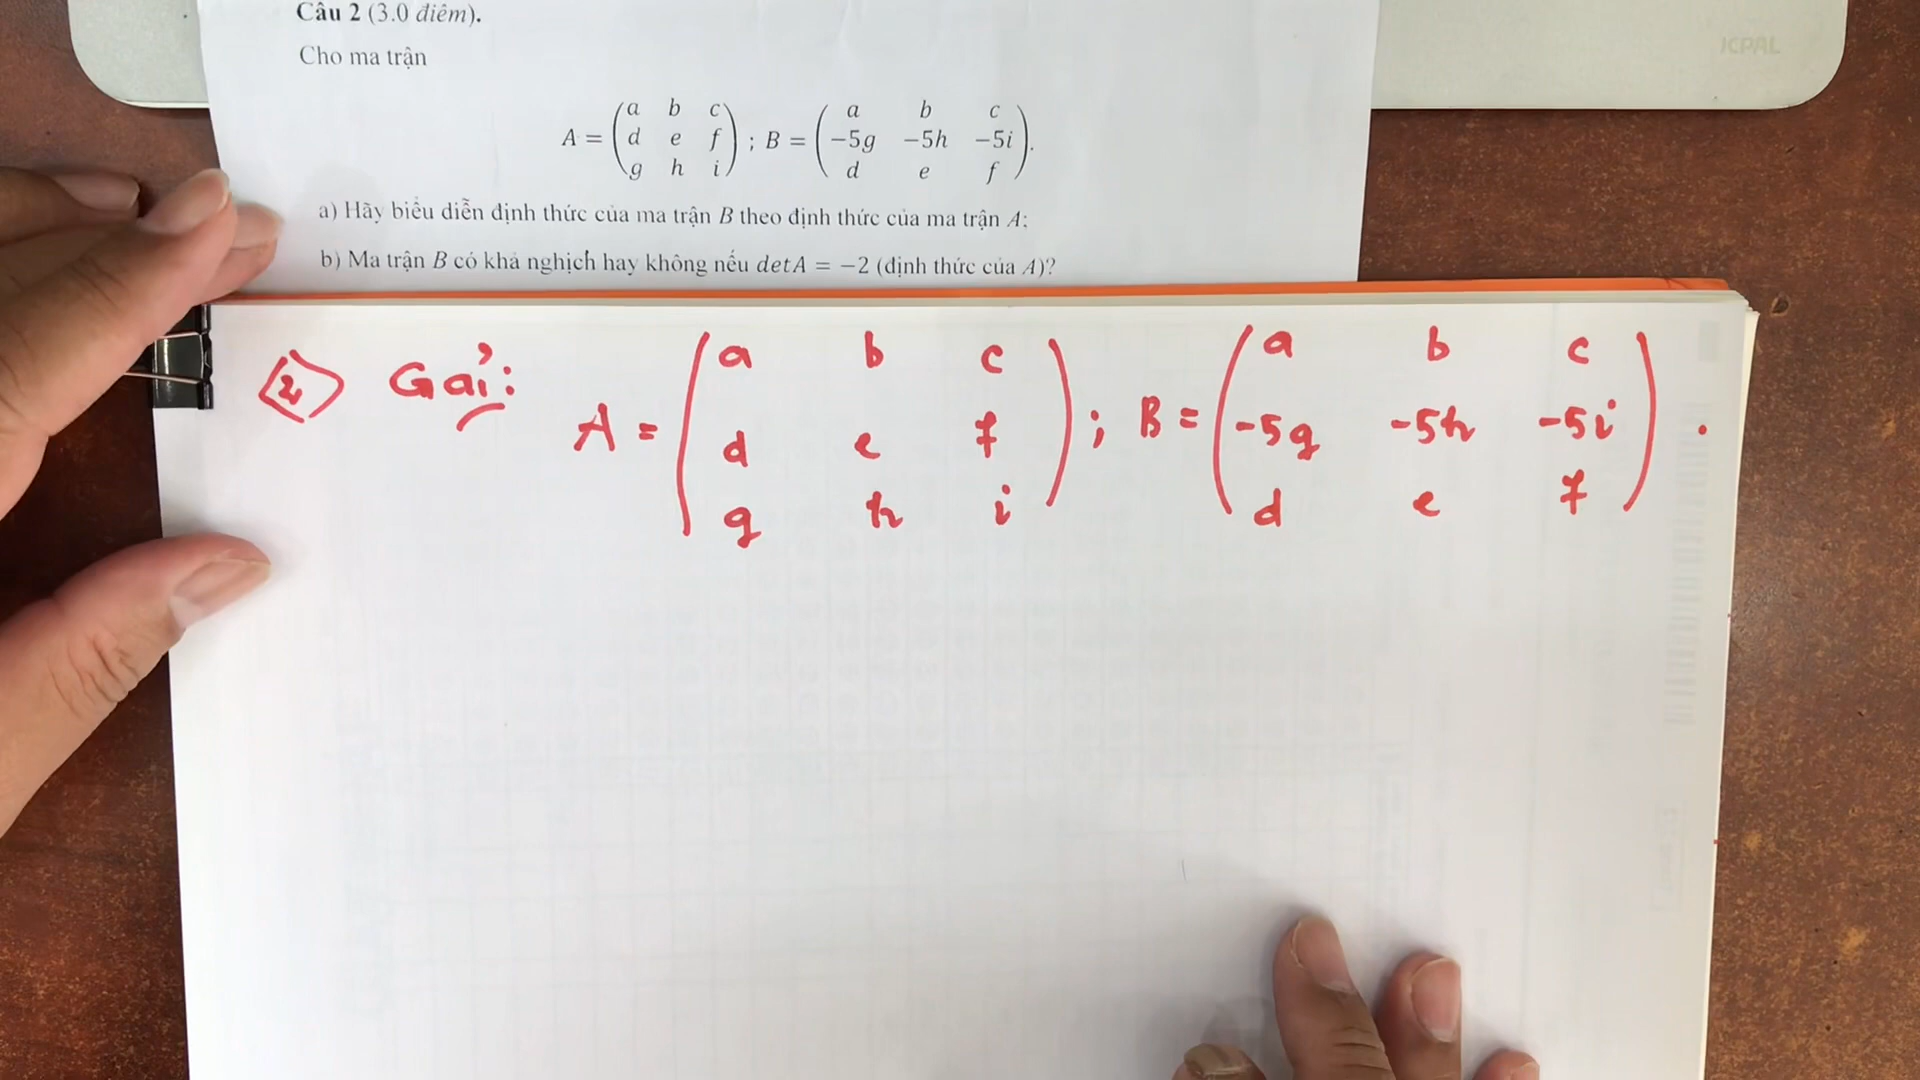 JCPAL
Câu 2 (3.0 điểm).
Cho ma trận
A = (a b c; d e f; g h i); B = (a b c; -5g -5h -5i; d e f).
a) Hãy biểu diễn định thức của ma trận B theo định thức của ma trận A;
b) Ma trận B có khả nghịch hay không nếu detA = −2 (định thức của A)?
2 Gải:
A = (a b c; d e f; g h i); B = (a b c; -5g -5h -5i; d e f).